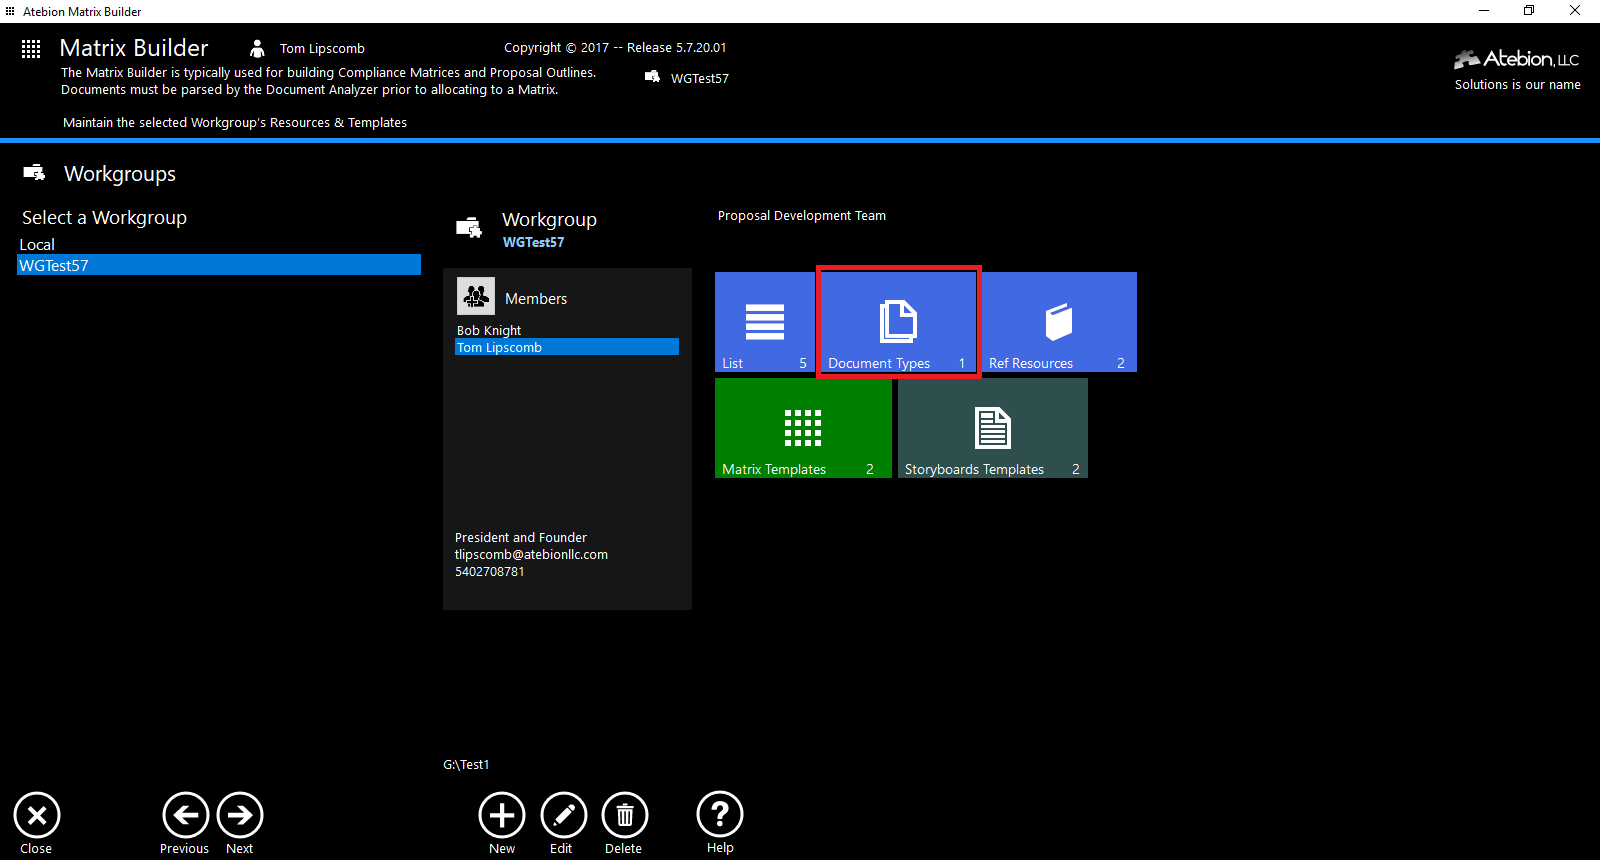 Atebion Matrix Builder
Matrix Builder
Tom Lipscomb
Copyright © 2017 -- Release 5.7.20.01
The Matrix Builder is typically used for building Compliance Matrices and Proposal Outlines.
Documents must be parsed by the Document Analyzer prior to allocating to a Matrix.
WGTest57
Atebion, LLC
Solutions is our name
Maintain the selected Workgroup's Resources & Templates
Workgroups
Select a Workgroup
Local
WGTest57
Workgroup
WGTest57
Proposal Development Team
Members
Bob Knight
Tom Lipscomb
President and Founder
tlipscomb@atebionllc.com
5402708781
List 5
Document Types 1
Ref Resources 2
Matrix Templates 2
Storyboards Templates 2
G:\Test1
Close
Previous
Next
New
Edit
Delete
?
Help